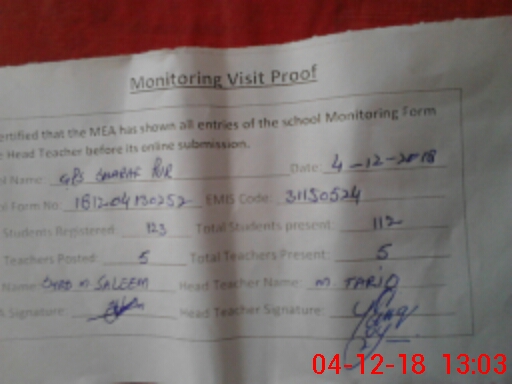 Monitoring Visit Proof
ertified that the MEA has shown all entries of the school Monitoring Form
Head Teacher before its online submission.
ol Name: GPS PUR Date: 4-12-2018
ol Form No: 161204130252 EMIS Code: 31150524
Students Registered: 123 Total Students present: 112
Teachers Posted: 5 Total Teachers Present: 5
Name: M SALEEM Head Teacher Name: M TARIQ
A Signature: Head Teacher Signature:
04-12-18 13:03